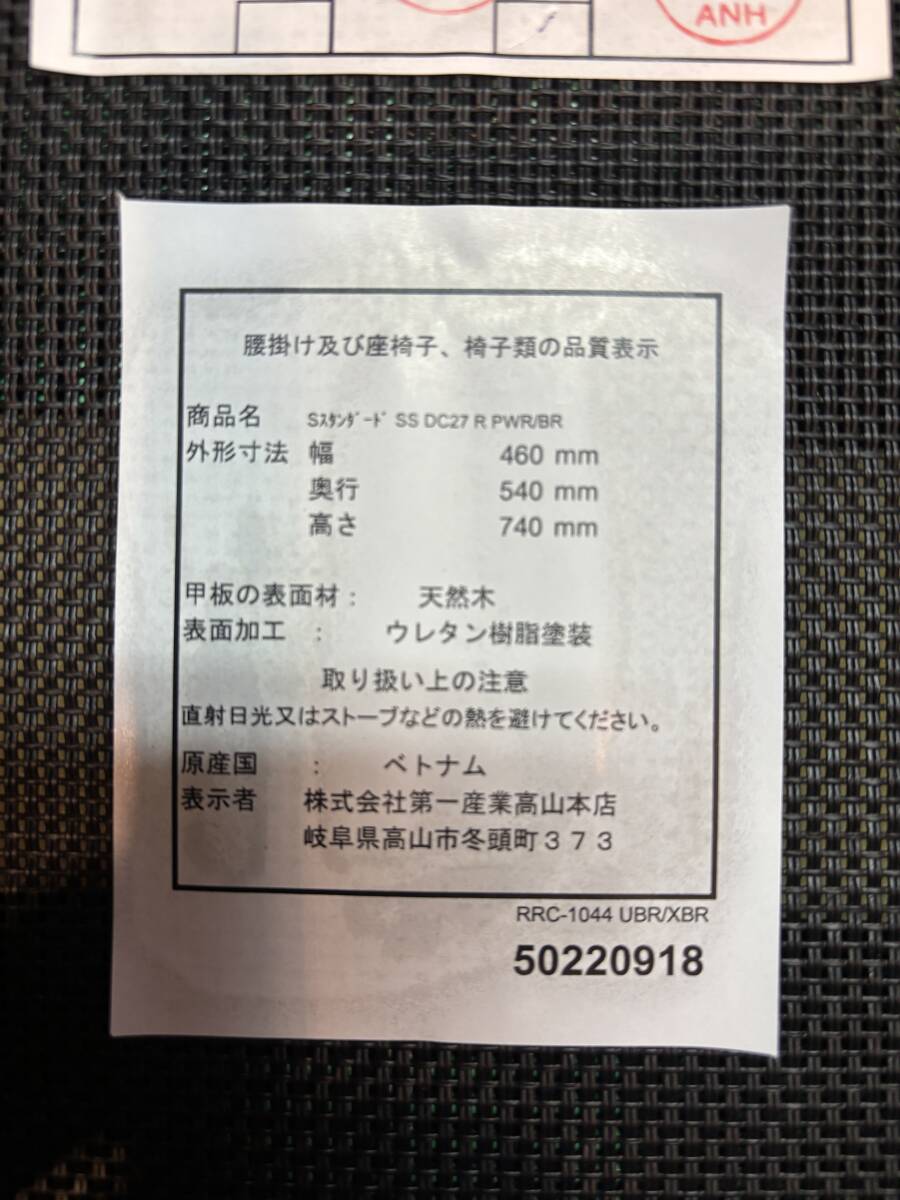 ANH
腰掛け及び座椅子、椅子類の品質表示
商品名 Sｽﾀﾝﾀﾞｰﾄﾞ SS DC27 R PWR/BR
外形寸法 幅 460 mm
奥行 540 mm
高さ 740 mm
甲板の表面材： 天然木
表面加工 ： ウレタン樹脂塗装
取り扱い上の注意
直射日光又はストーブなどの熱を避けてください。
原産国 ： ベトナム
表示者 株式会社第一産業高山本店
岐阜県高山市冬頭町３７３
RRC-1044 UBR/XBR
50220918